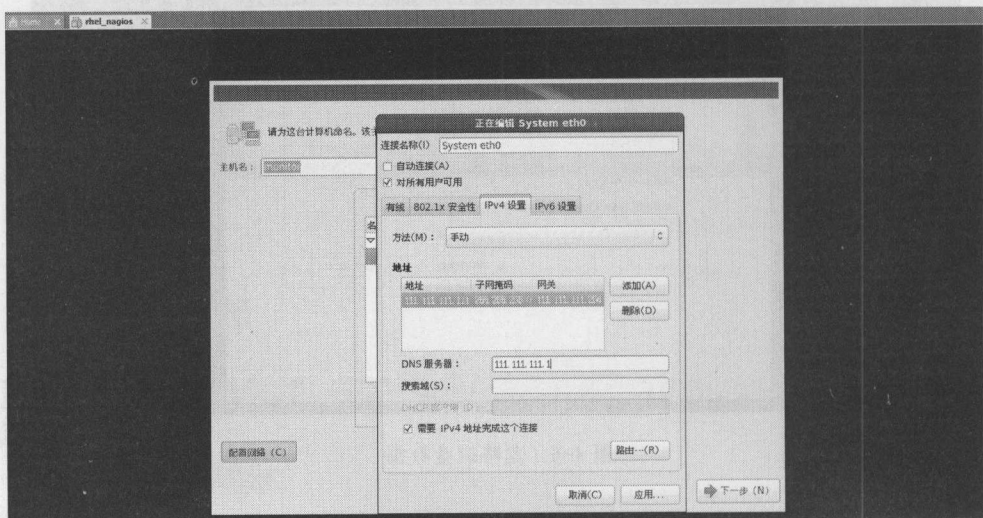 Home × rhel_nagios ×
正在编辑 System eth0
请为这台计算机命名。该
连接名称(I) System eth0
主机名：
自动连接(A)
对所有用户可用
有线 802.1x 安全性 IPv4 设置 IPv6 设置
名
方法(M)： 手动
地址
地址 子网掩码 网关
添加(A)
删除(D)
DNS 服务器： 111.111.111.1
搜索域(S)：
需要 IPv4 地址完成这个连接
配置网络 (C)
路由…(R)
取消(C) 应用... 下一步 (N)